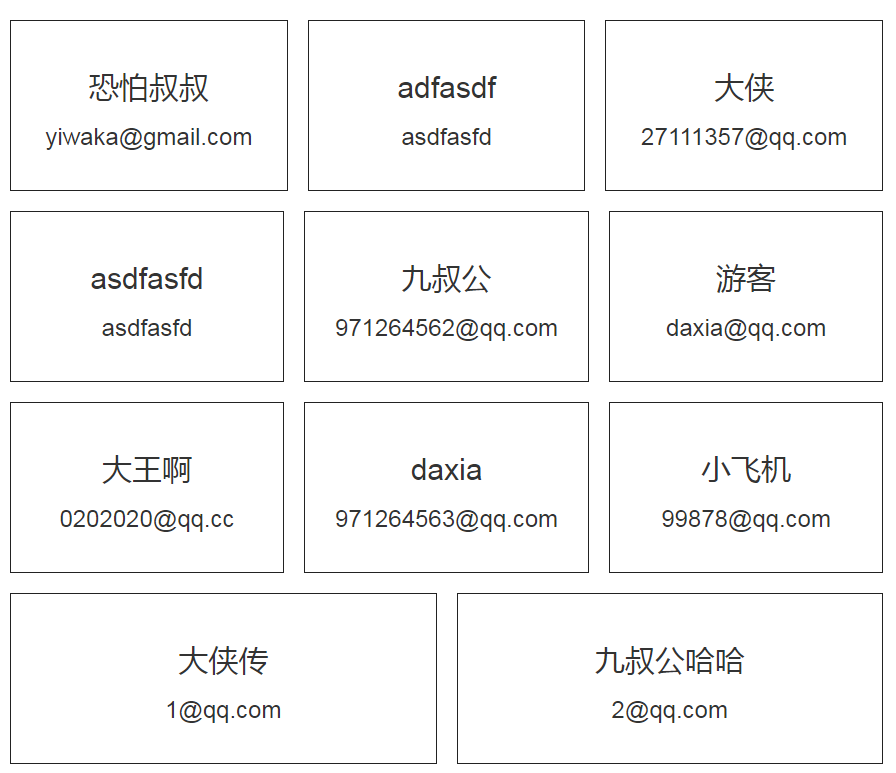 恐怕叔叔
yiwaka@gmail.com
adfasdf
asdfasfd
大侠
27111357@qq.com
asdfasfd
asdfasfd
九叔公
971264562@qq.com
游客
daxia@qq.com
大王啊
0202020@qq.cc
daxia
971264563@qq.com
小飞机
99878@qq.com
大侠传
1@qq.com
九叔公哈哈
2@qq.com